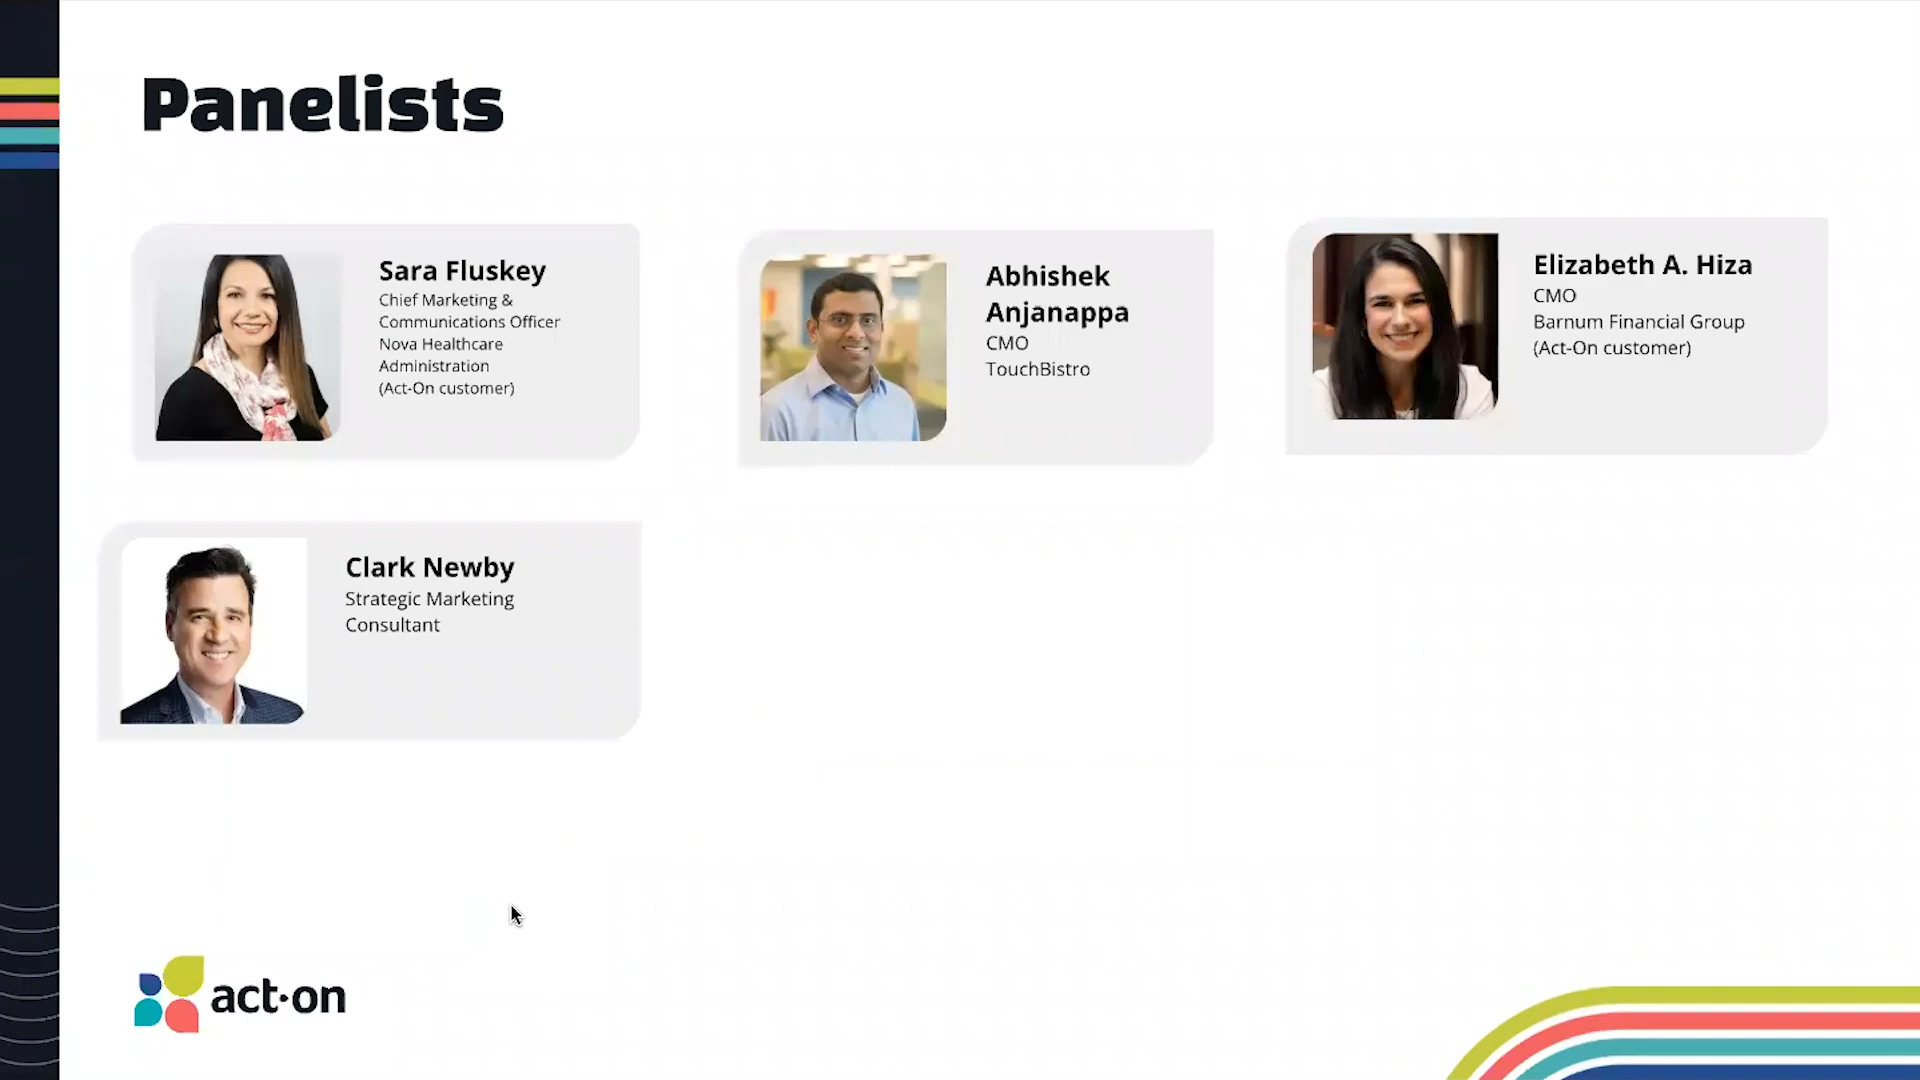 Panelists
Sara Fluskey
Chief Marketing &
Communications Officer
Nova Healthcare
Administration
(Act-On customer)
Abhishek
Anjanappa
CMO
TouchBistro
Elizabeth A. Hiza
CMO
Barnum Financial Group
(Act-On customer)
Clark Newby
Strategic Marketing
Consultant
act·on